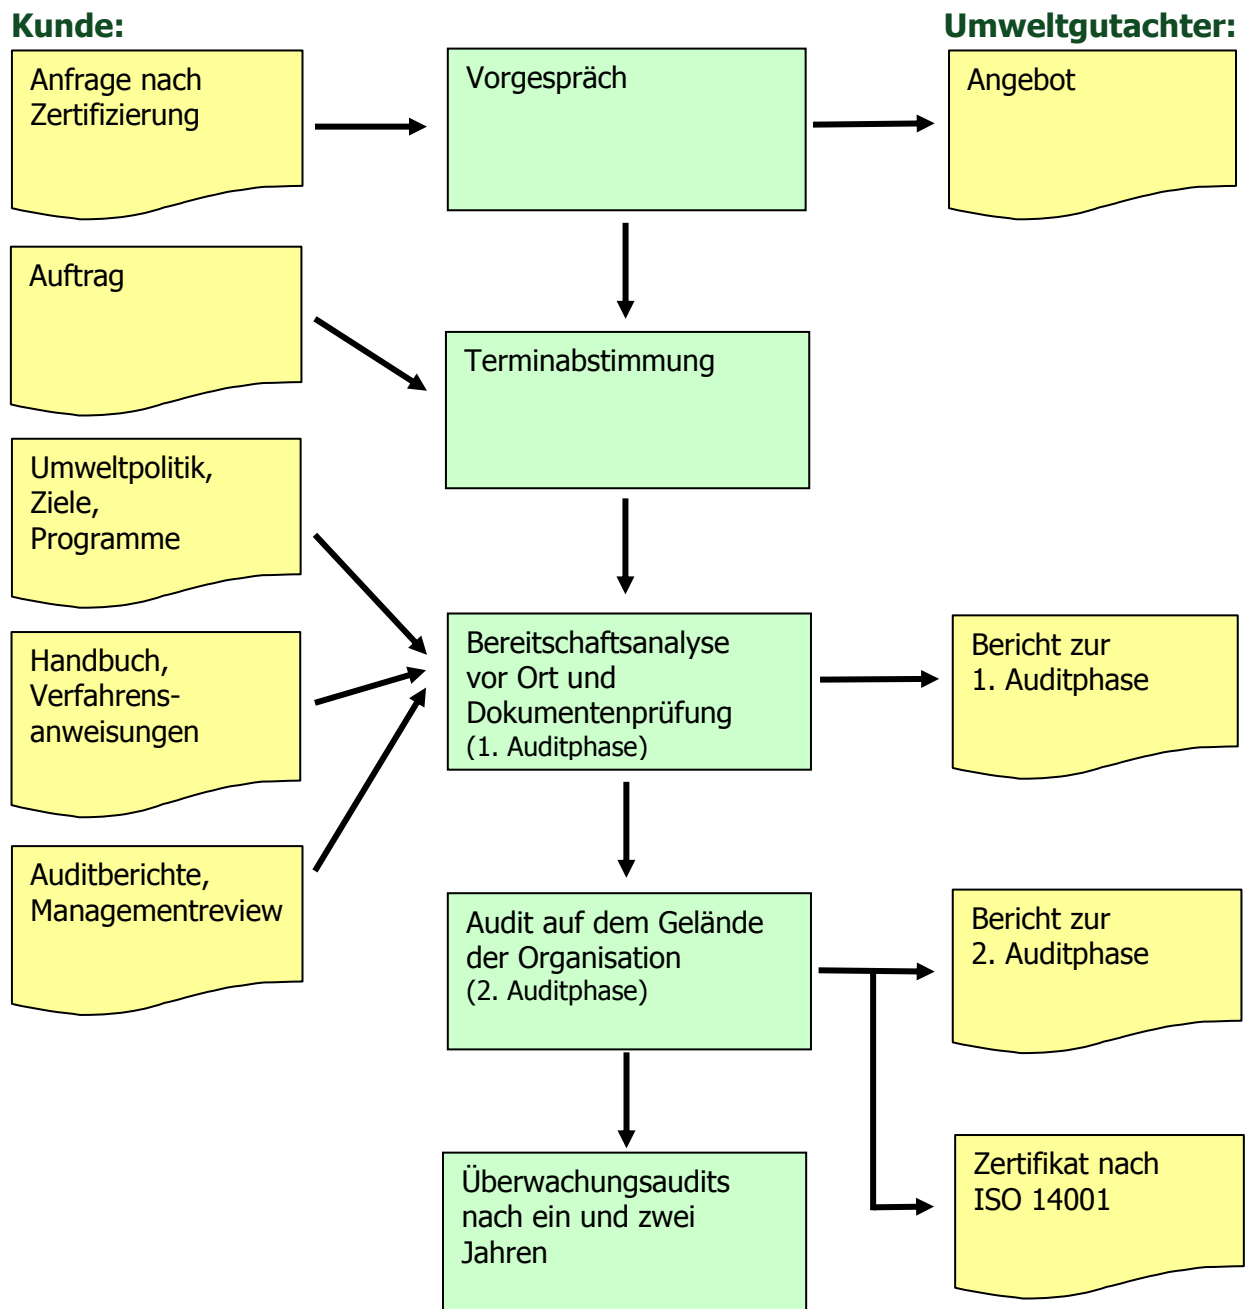 Kunde:
Umweltgutachter:
Anfrage nach
Zertifizierung
Vorgespräch
Angebot
Auftrag
Terminabstimmung
Umweltpolitik,
Ziele,
Programme
Handbuch,
Verfahrens-
anweisungen
Auditberichte,
Managementreview
Bereitschaftsanalyse
vor Ort und
Dokumentenprüfung
(1. Auditphase)
Bericht zur
1. Auditphase
Audit auf dem Gelände
der Organisation
(2. Auditphase)
Bericht zur
2. Auditphase
Überwachungsaudits
nach ein und zwei
Jahren
Zertifikat nach
ISO 14001